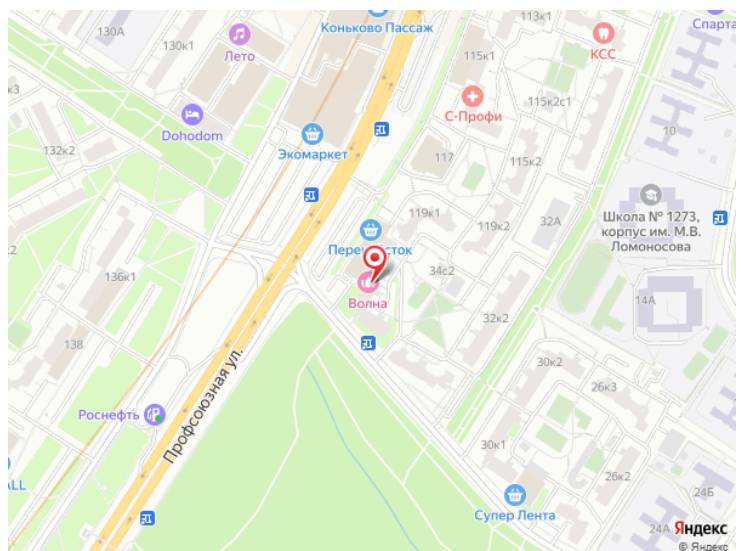 Коньково Пассаж
113к1
Спарта
130А
130к1
Лето
115к1
КСС
к3
С-Профи
115к2с1
Dohodom
Экомаркет
10
132к2
117
115к2
119к1
119к2
32А
Школа № 1273,
корпус им. М.В.
Ломоносова
136к1
34с2
Волна
14А
32к2
138
Профсоюзная ул.
30к2
26к3
Роснефть
30к1
26к2
ALL
Супер Лента
24Б
24А
Яндекс
© Яндекс